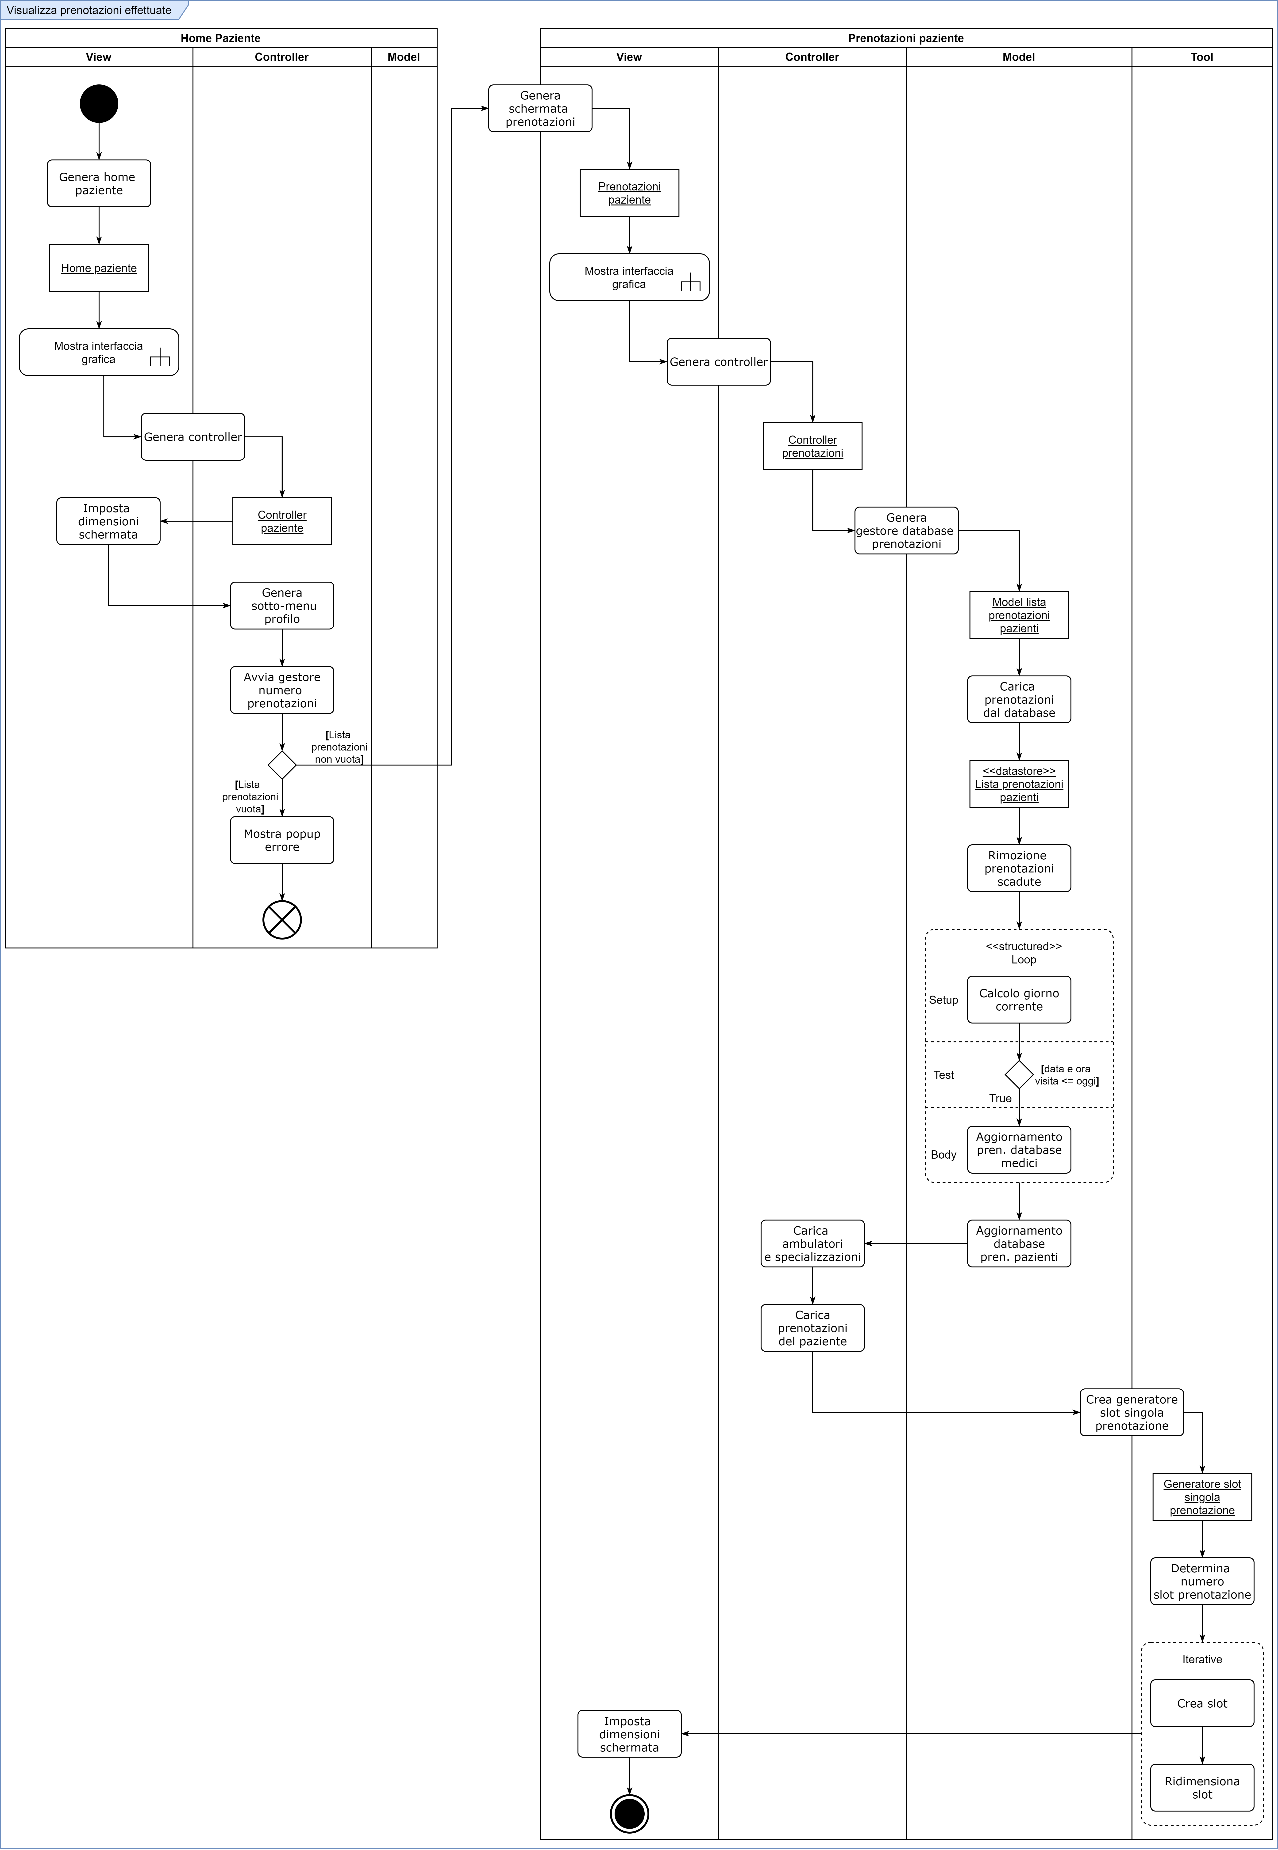 Visualizza prenotazioni effettuate
Home Paziente
View
Controller
Model
Genera home
paziente
Home paziente
Mostra interfaccia
grafica
Genera controller
Controller
paziente
Imposta
dimensioni
schermata
Genera
sotto-menu
profilo
Avvia gestore
numero
prenotazioni
[Lista
prenotazioni
non vuota]
[Lista
prenotazioni
vuota]
Mostra popup
errore
Prenotazioni paziente
View
Controller
Model
Tool
Genera
schermata
prenotazioni
Prenotazioni
paziente
Mostra interfaccia
grafica
Genera controller
Controller
prenotazioni
Genera
gestore database
prenotazioni
Model lista
prenotazioni
pazienti
Carica
prenotazioni
dal database
<<datastore>>
Lista prenotazioni
pazienti
Rimozione
prenotazioni
scadute
<<structured>>
Loop
Setup
Calcolo giorno
corrente
Test
[data e ora
visita <= oggi]
True
Body
Aggiornamento
pren. database
medici
Aggiornamento
database
pren. pazienti
Carica
ambulatori
e specializzazioni
Carica
prenotazioni
del paziente
Crea generatore
slot singola
prenotazione
Generatore slot
singola
prenotazione
Determina
numero
slot prenotazione
Iterative
Crea slot
Ridimensiona
slot
Imposta
dimensioni
schermata